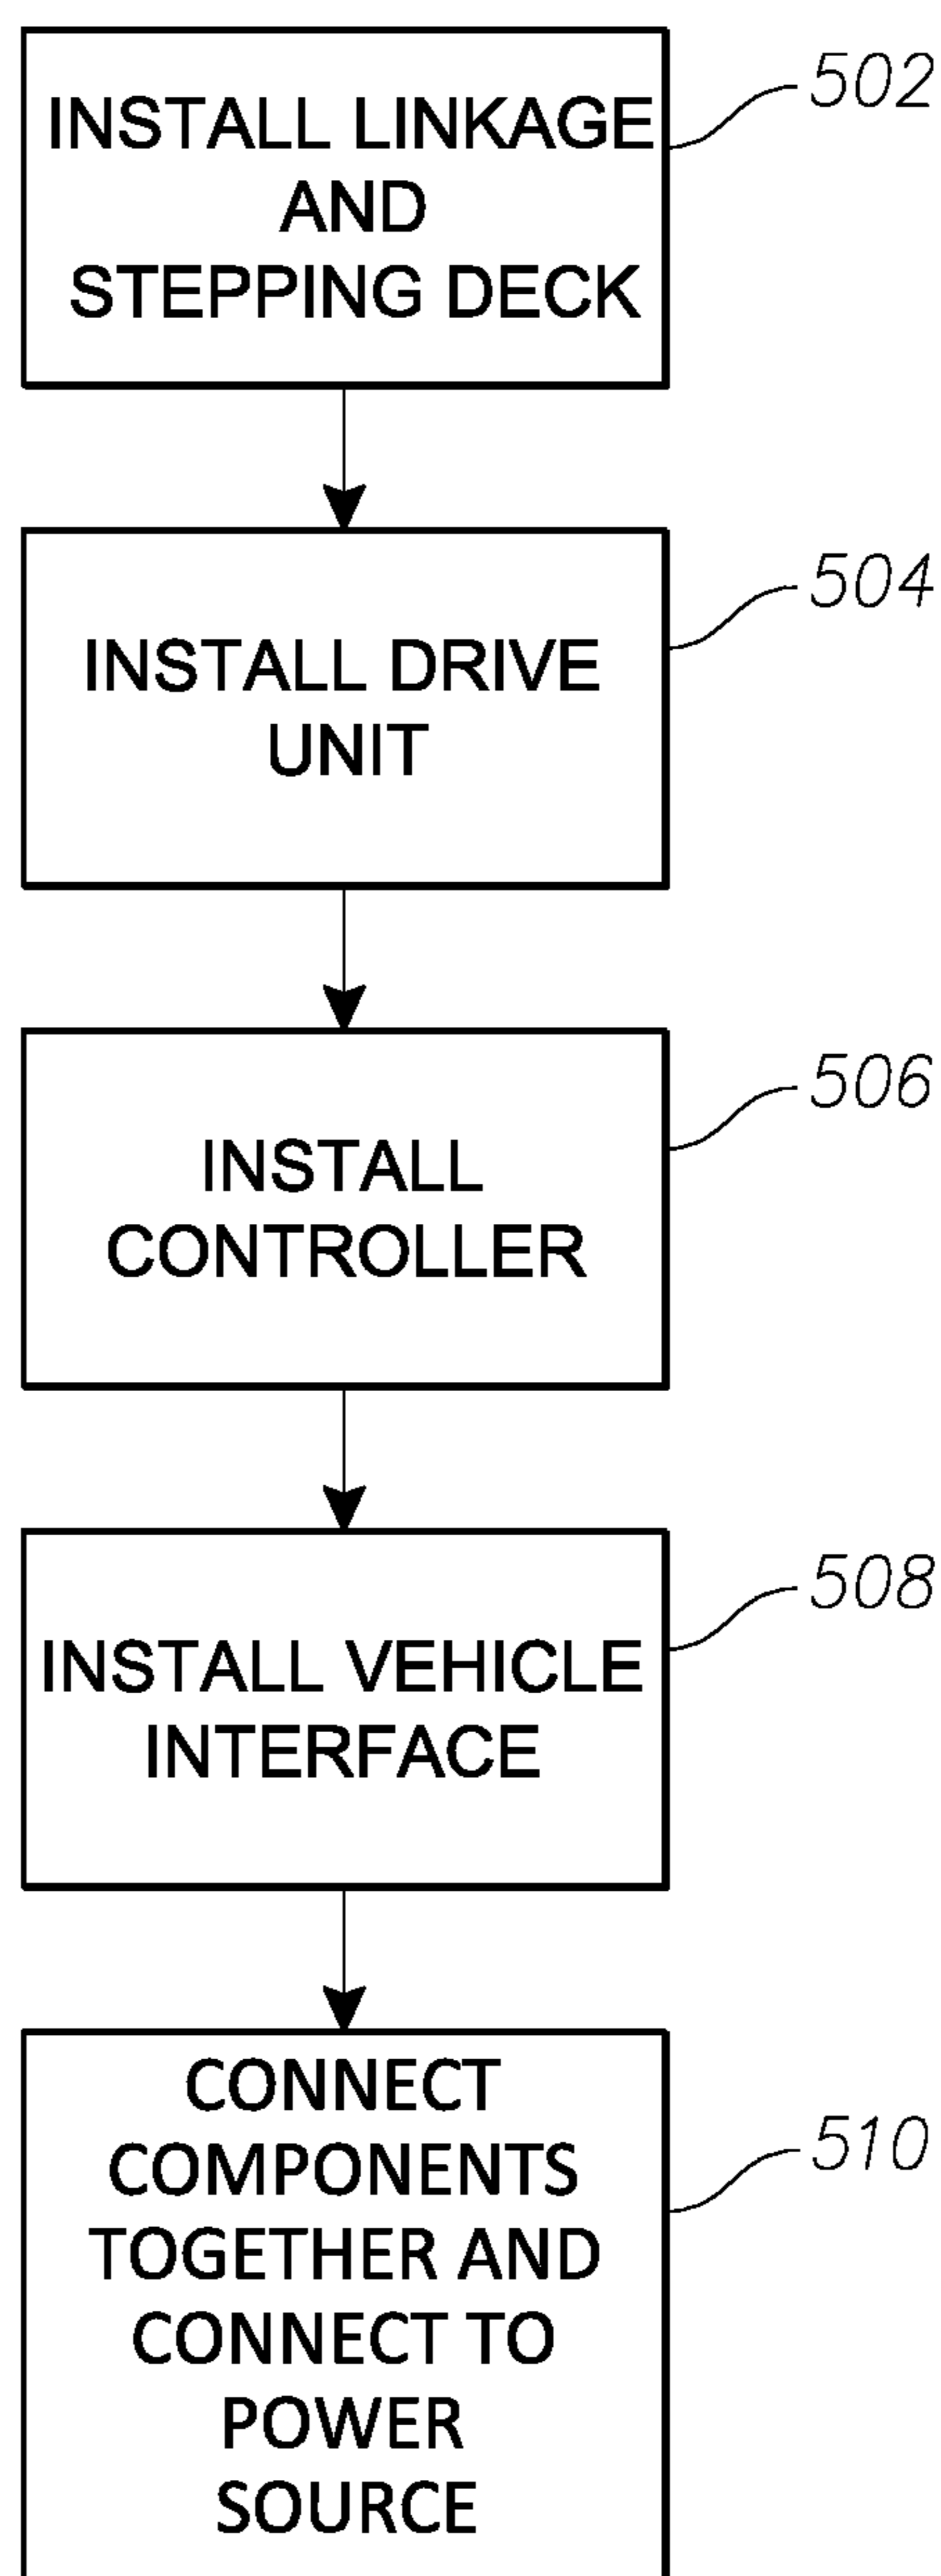 INSTALL LINKAGE
AND
STEPPING DECK
502
INSTALL DRIVE
UNIT
504
INSTALL
CONTROLLER
506
INSTALL VEHICLE
INTERFACE
508
CONNECT
COMPONENTS
TOGETHER AND
CONNECT TO
POWER
SOURCE
510